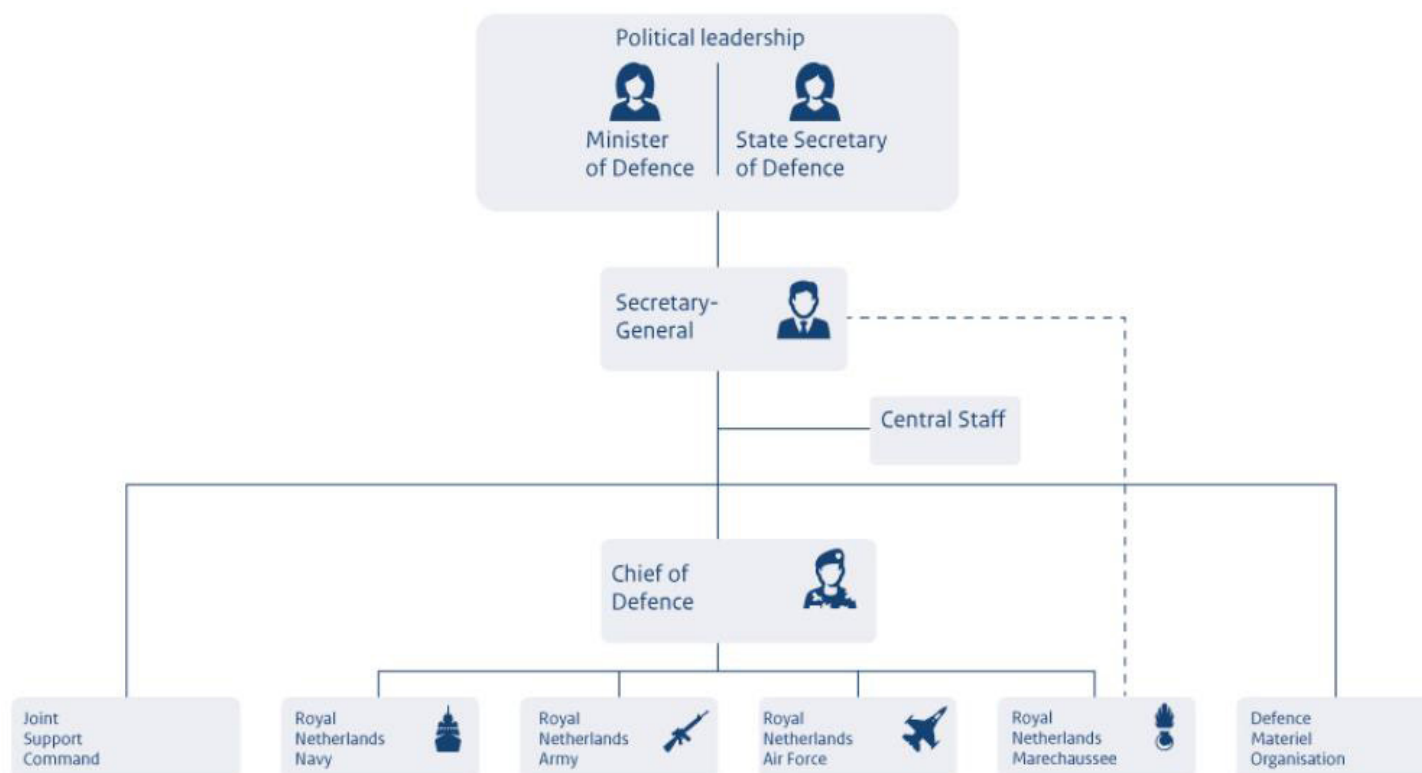 Political leadership
Minister
of Defence
State Secretary
of Defence
Secretary-
General
Central Staff
Chief of
Defence
Joint
Support
Command
Royal
Netherlands
Navy
Royal
Netherlands
Army
Royal
Netherlands
Air Force
Royal
Netherlands
Marechaussee
Defence
Materiel
Organisation